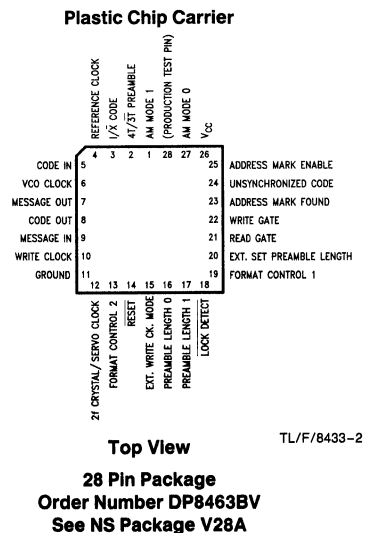 Plastic Chip Carrier
REFERENCE CLOCK
I/X̅ CODE
4T/3̅T̅ PREAMBLE
AM MODE 1
(PRODUCTION TEST PIN)
AM MODE 0
VCC
4 3 2 1 28 27 26
CODE IN 5
VCO CLOCK 6
MESSAGE OUT 7
CODE OUT 8
MESSAGE IN 9
WRITE CLOCK 10
GROUND 11
25 ADDRESS MARK ENABLE
24 UNSYNCHRONIZED CODE
23 ADDRESS MARK FOUND
22 WRITE GATE
21 READ GATE
20 EXT. SET PREAMBLE LENGTH
19 FORMAT CONTROL 1
12 13 14 15 16 17 18
2f CRYSTAL/SERVO CLOCK
FORMAT CONTROL 2
R̅E̅S̅E̅T̅
EXT. WRITE CK. MODE
PREAMBLE LENGTH 0
PREAMBLE LENGTH 1
L̅O̅C̅K̅ ̅D̅E̅T̅E̅C̅T̅
Top View
TL/F/8433–2
28 Pin Package
Order Number DP8463BV
See NS Package V28A